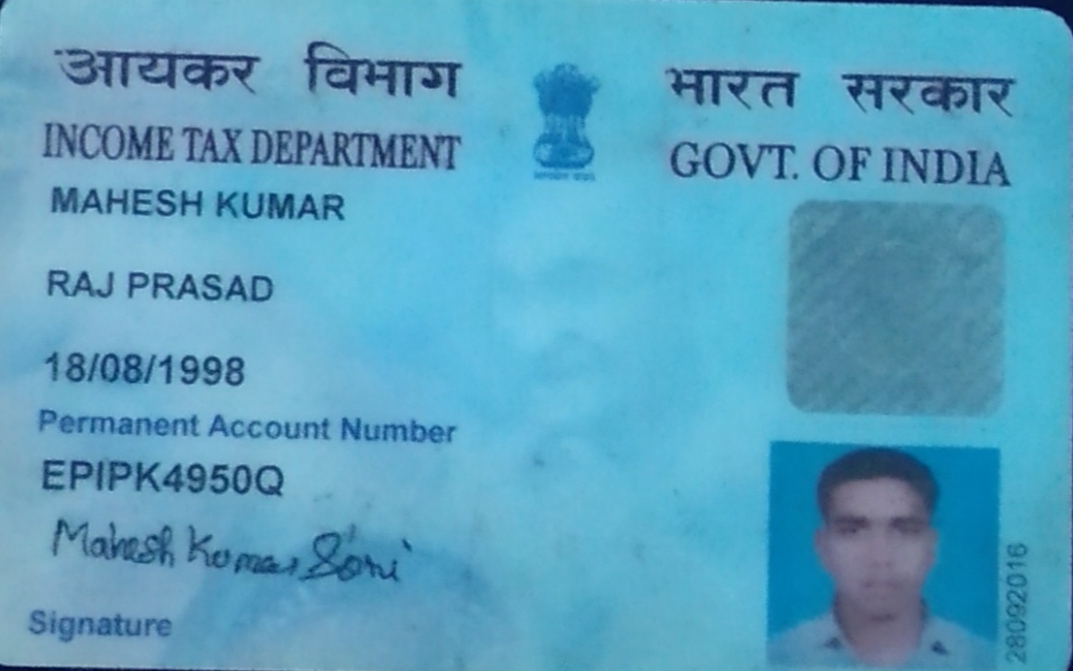 आयकर विभाग
भारत सरकार
INCOME TAX DEPARTMENT
GOVT. OF INDIA
MAHESH KUMAR
RAJ PRASAD
18/08/1998
Permanent Account Number
EPIPK4950Q
Mahesh Kumar Soni
Signature
28092016